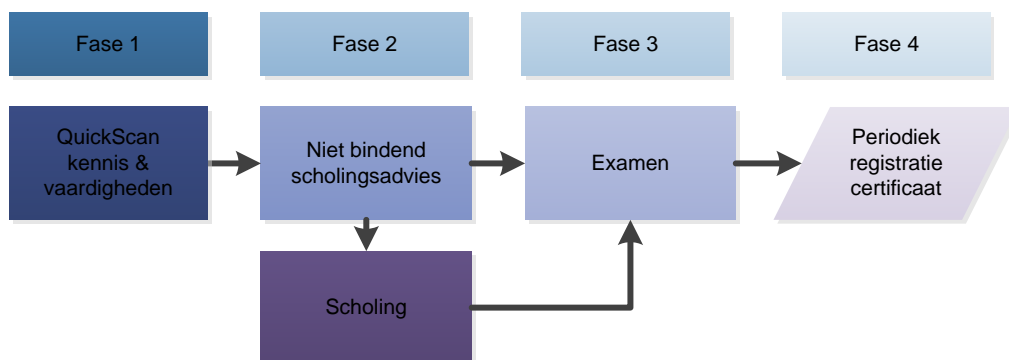 Fase 1
Fase 2
Fase 3
Fase 4
QuickScan
kennis &
vaardigheden
Niet bindend
scholingsadvies
Examen
Periodiek
registratie
certificaat
Scholing